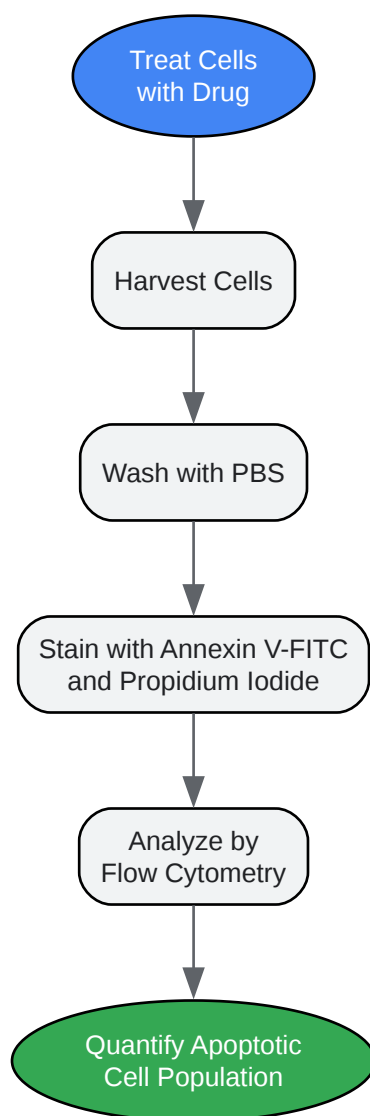 Treat Cells
with Drug
Harvest Cells
Wash with PBS
Stain with Annexin V-FITC
and Propidium Iodide
Analyze by
Flow Cytometry
Quantify Apoptotic
Cell Population